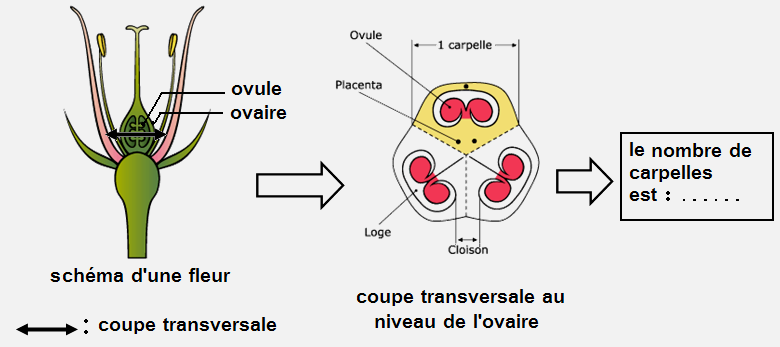 ovule
ovaire
schéma d'une fleur
: coupe transversale
Ovule
1 carpelle
Placenta
Loge
Cloison
coupe transversale au
niveau de l'ovaire
le nombre de
carpelles
est : . . . . . .